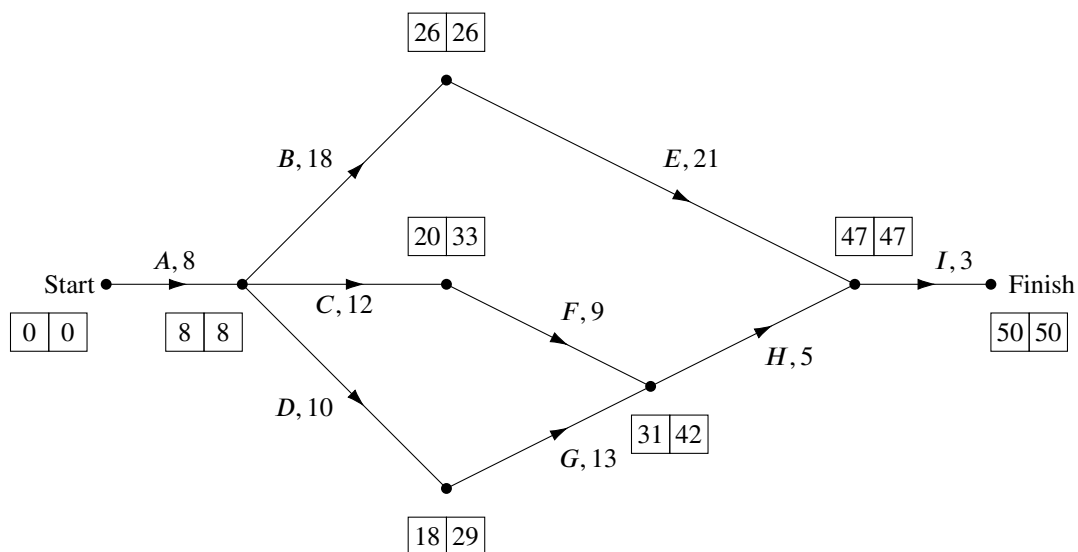 26 26
B, 18
E, 21
20 33
47 47
Start
A, 8
C, 12
F, 9
I, 3
Finish
0 0
8 8
H, 5
50 50
D, 10
31 42
G, 13
18 29